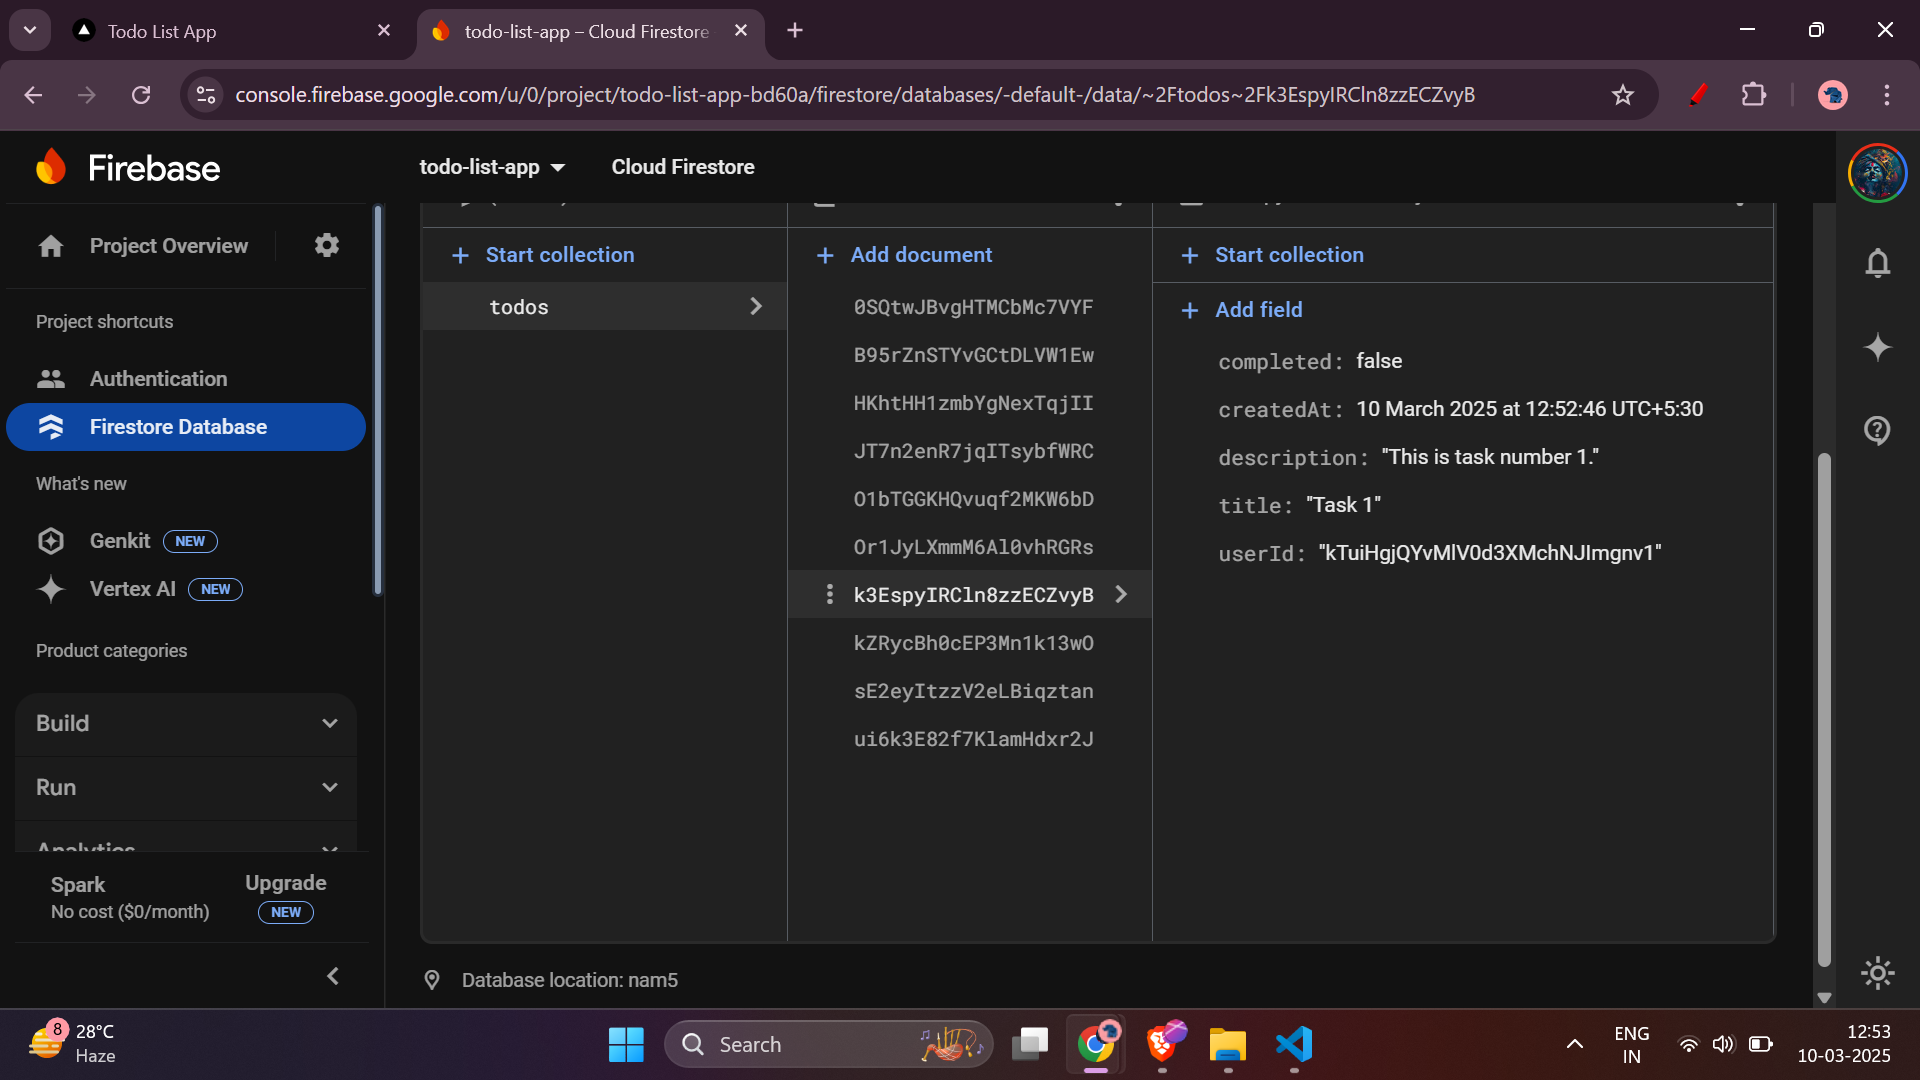 Todo List App
todo-list-app – Cloud Firestore
console.firebase.google.com/u/0/project/todo-list-app-bd60a/firestore/databases/-default-/data/~2Ftodos~2Fk3EspyIRCln8zzECZvyB
Firebase
todo-list-app
Cloud Firestore
Project Overview
Project shortcuts
Authentication
Firestore Database
What's new
Genkit NEW
Vertex AI NEW
Product categories
Build
Run
Analytics
Spark
No cost ($0/month)
Upgrade
NEW
+ Start collection
todos
+ Add document
0SQtwJBvgHTMCbMc7VYF
B95rZnSTYvGCtDLVW1Ew
HKhtHH1zmbYgNexTqjII
JT7n2enR7jqITsybfWRC
O1bTGGKHQvuqf2MKW6bD
Or1JyLXmmM6Al0vhRGRs
k3EspyIRCln8zzECZvyB
kZRycBh0cEP3Mn1k13wO
sE2eyItzzV2eLBiqztan
ui6k3E82f7KlamHdxr2J
+ Start collection
+ Add field
completed: false
createdAt: 10 March 2025 at 12:52:46 UTC+5:30
description: "This is task number 1."
title: "Task 1"
userId: "kTuiHgjQYvMlV0d3XMchNJImgnv1"
Database location: nam5
8
28°C
Haze
Search
ENG
IN
12:53
10-03-2025